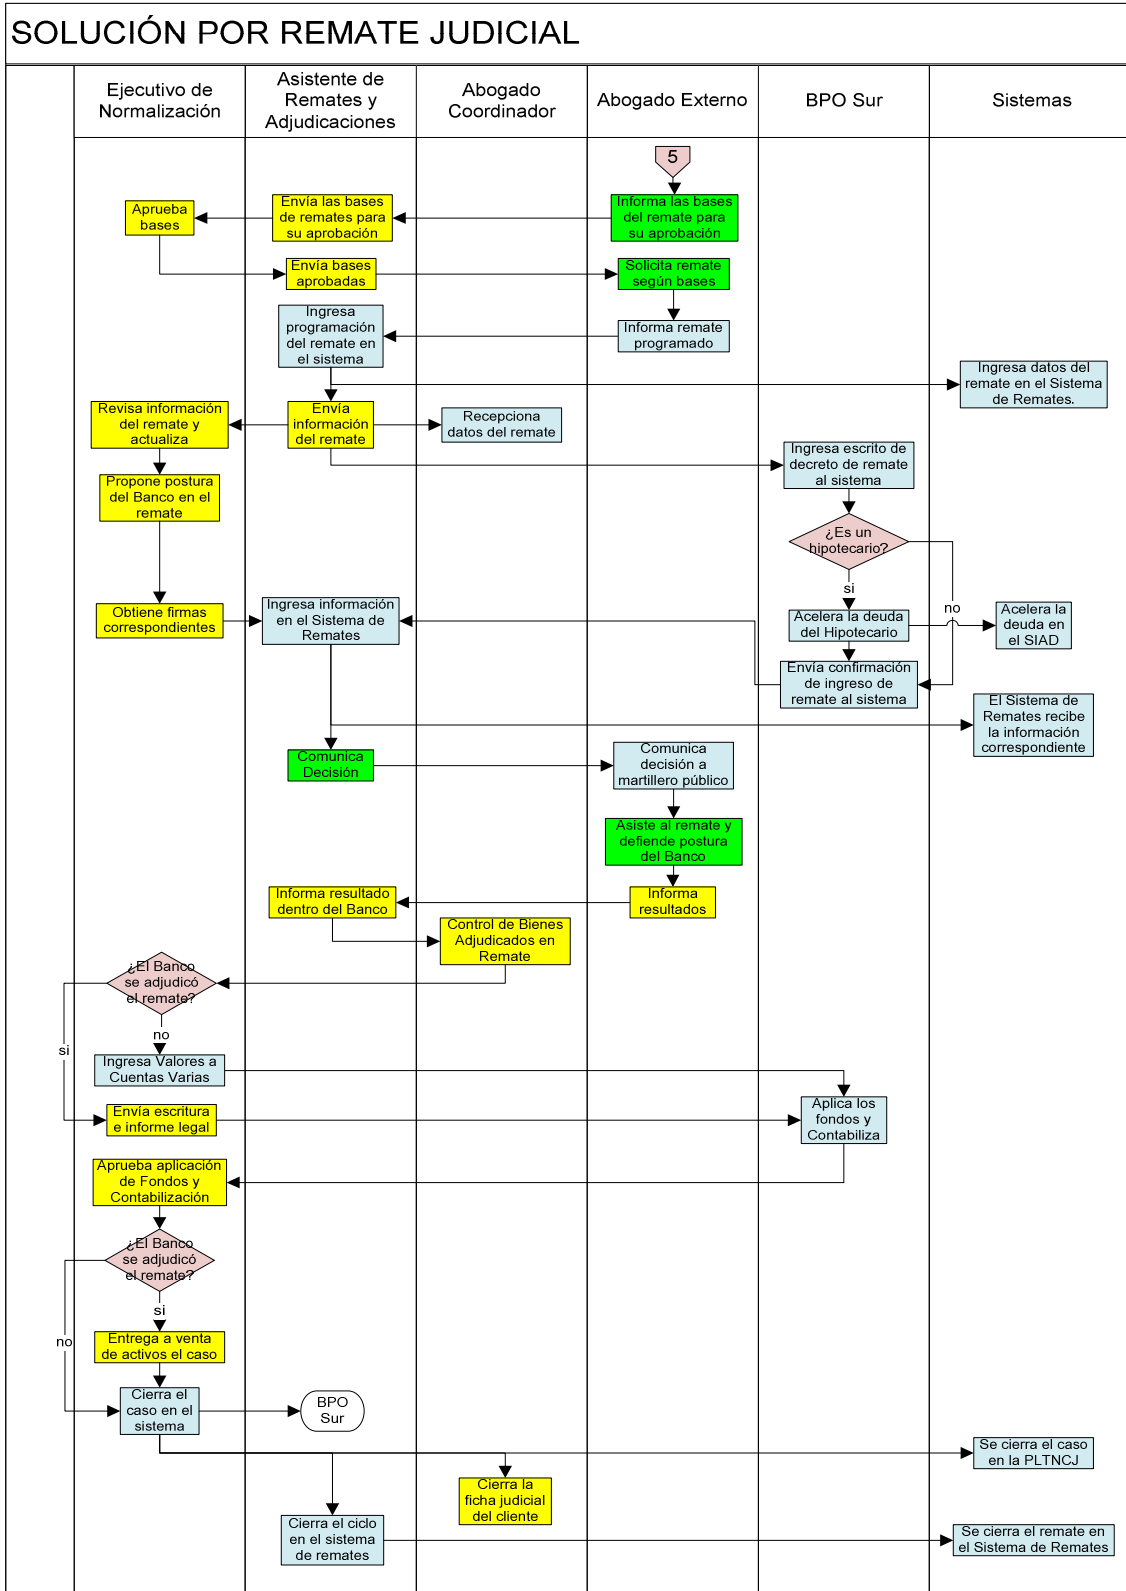 SOLUCIÓN POR REMATE JUDICIAL
Ejecutivo de
Normalización
Asistente de
Remates y
Adjudicaciones
Abogado
Coordinador
Abogado Externo
BPO Sur
Sistemas
5
Informa las bases
del remate para
su aprobación
Envía las bases
de remates para
su aprobación
Aprueba
bases
Envía bases
aprobadas
Solicita remate
según bases
Informa remate
programado
Ingresa
programación
del remate en
el sistema
Ingresa datos del
remate en el Sistema
de Remates.
Revisa información
del remate y
actualiza
Envía
información
del remate
Recepciona
datos del remate
Ingresa escrito de
decreto de remate
al sistema
Propone postura
del Banco en el
remate
¿Es un
hipotecario?
si
no
Obtiene firmas
correspondientes
Ingresa información
en el Sistema de
Remates
Acelera la deuda
del Hipotecario
Acelera la
deuda en
el SIAD
Envía confirmación
de ingreso de
remate al sistema
El Sistema de
Remates recibe
la información
correspondiente
Comunica
Decisión
Comunica
decisión a
martillero público
Asiste al remate y
defiende postura
del Banco
Informa
resultados
Informa resultado
dentro del Banco
Control de Bienes
Adjudicados en
Remate
¿El Banco
se adjudicó
el remate?
no
si
Ingresa Valores a
Cuentas Varias
Envía escritura
e informe legal
Aplica los
fondos y
Contabiliza
Aprueba aplicación
de Fondos y
Contabilización
¿El Banco
se adjudicó
el remate?
si
no
Entrega a venta
de activos el caso
Cierra el
caso en el
sistema
BPO
Sur
Se cierra el caso
en la PLTNCJ
Cierra la
ficha judicial
del cliente
Cierra el ciclo
en el sistema
de remates
Se cierra el remate en
el Sistema de Remates